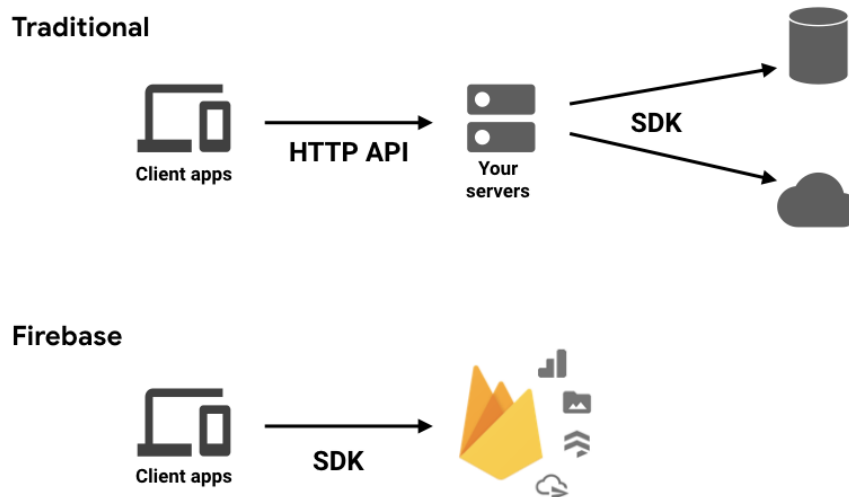 Traditional
HTTP API
SDK
Client apps
Your
servers
Firebase
SDK
Client apps